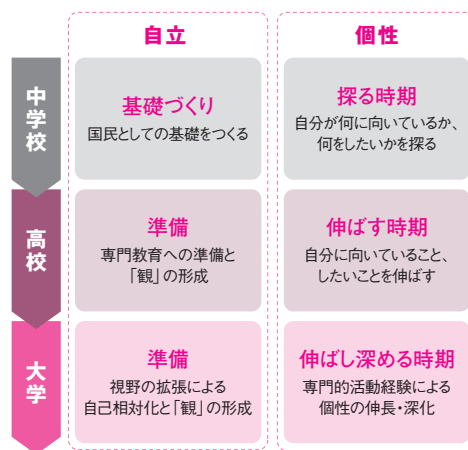 自立
個性
中学校
基礎づくり
国民としての基礎をつくる
探る時期
自分が何に向いているか、
何をしたいかを探る
高校
準備
専門教育への準備と
「観」の形成
伸ばす時期
自分に向いていること、
したいことを伸ばす
大学
準備
視野の拡張による
自己相対化と「観」の形成
伸ばし深める時期
専門的活動経験による
個性の伸長・深化